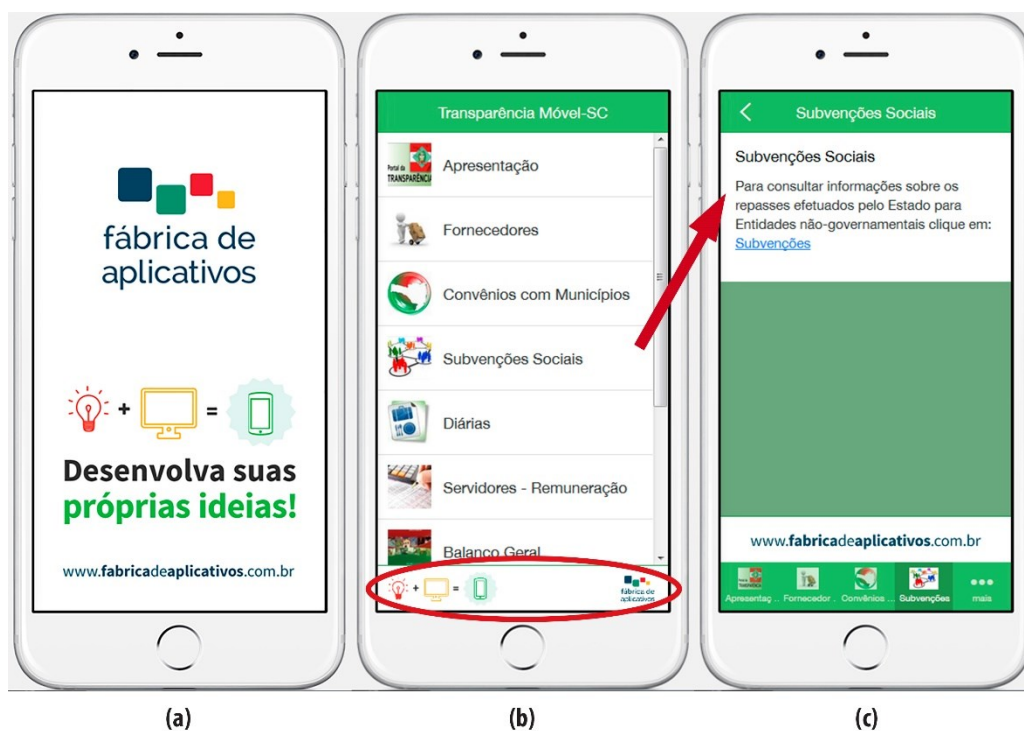 fábrica de
aplicativos
+
=
Desenvolva suas
próprias ideias!
www.fabricadeaplicativos.com.br
(a)
Transparência Móvel-SC
Portal da
TRANSPARÊNCIA
Apresentação
Fornecedores
Convênios com Municípios
Subvenções Sociais
Diárias
Servidores - Remuneração
Balanço Geral
+ =
fábrica de
aplicativos
(b)
Subvenções Sociais
Subvenções Sociais
Para consultar informações sobre os
repasses efetuados pelo Estado para
Entidades não-governamentais clique em:
Subvenções
www.fabricadeaplicativos.com.br
Apresentaç .. Fornecedor . Convênios ... Subvenções mais
(c)